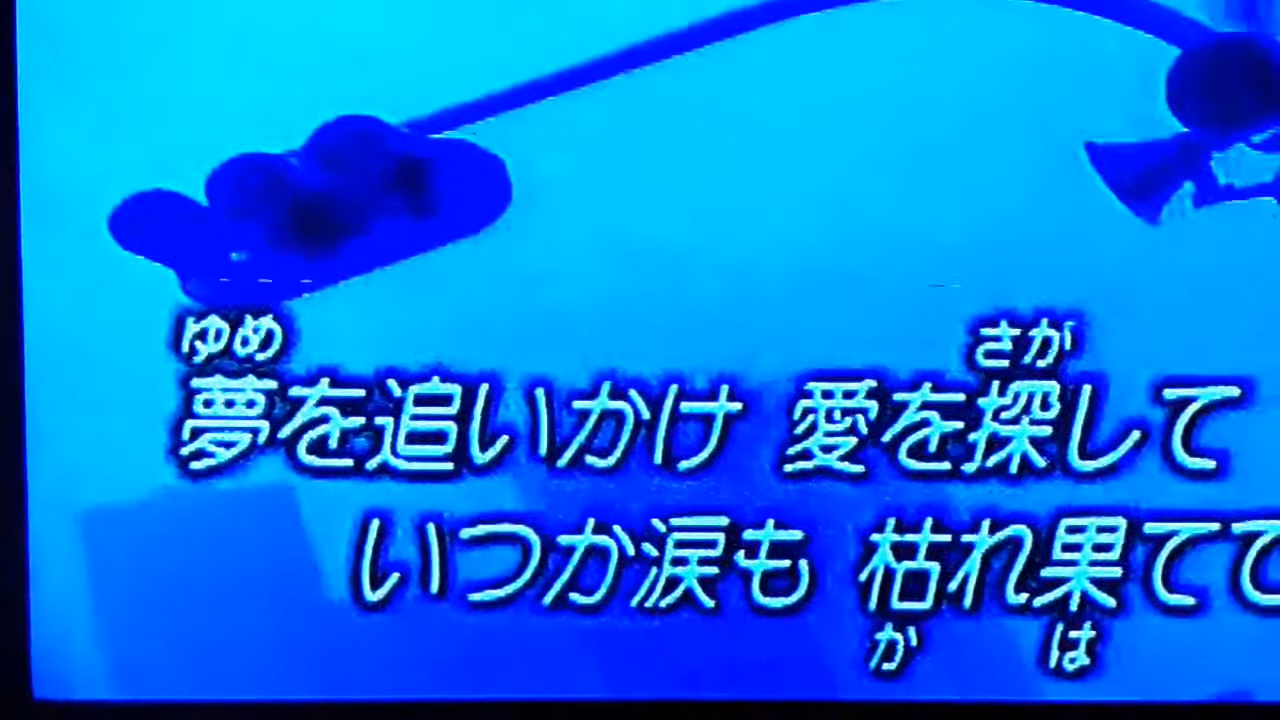 ゆめ さが
夢を追いかけ 愛を探して
いつか涙も 枯れ果てて
か は